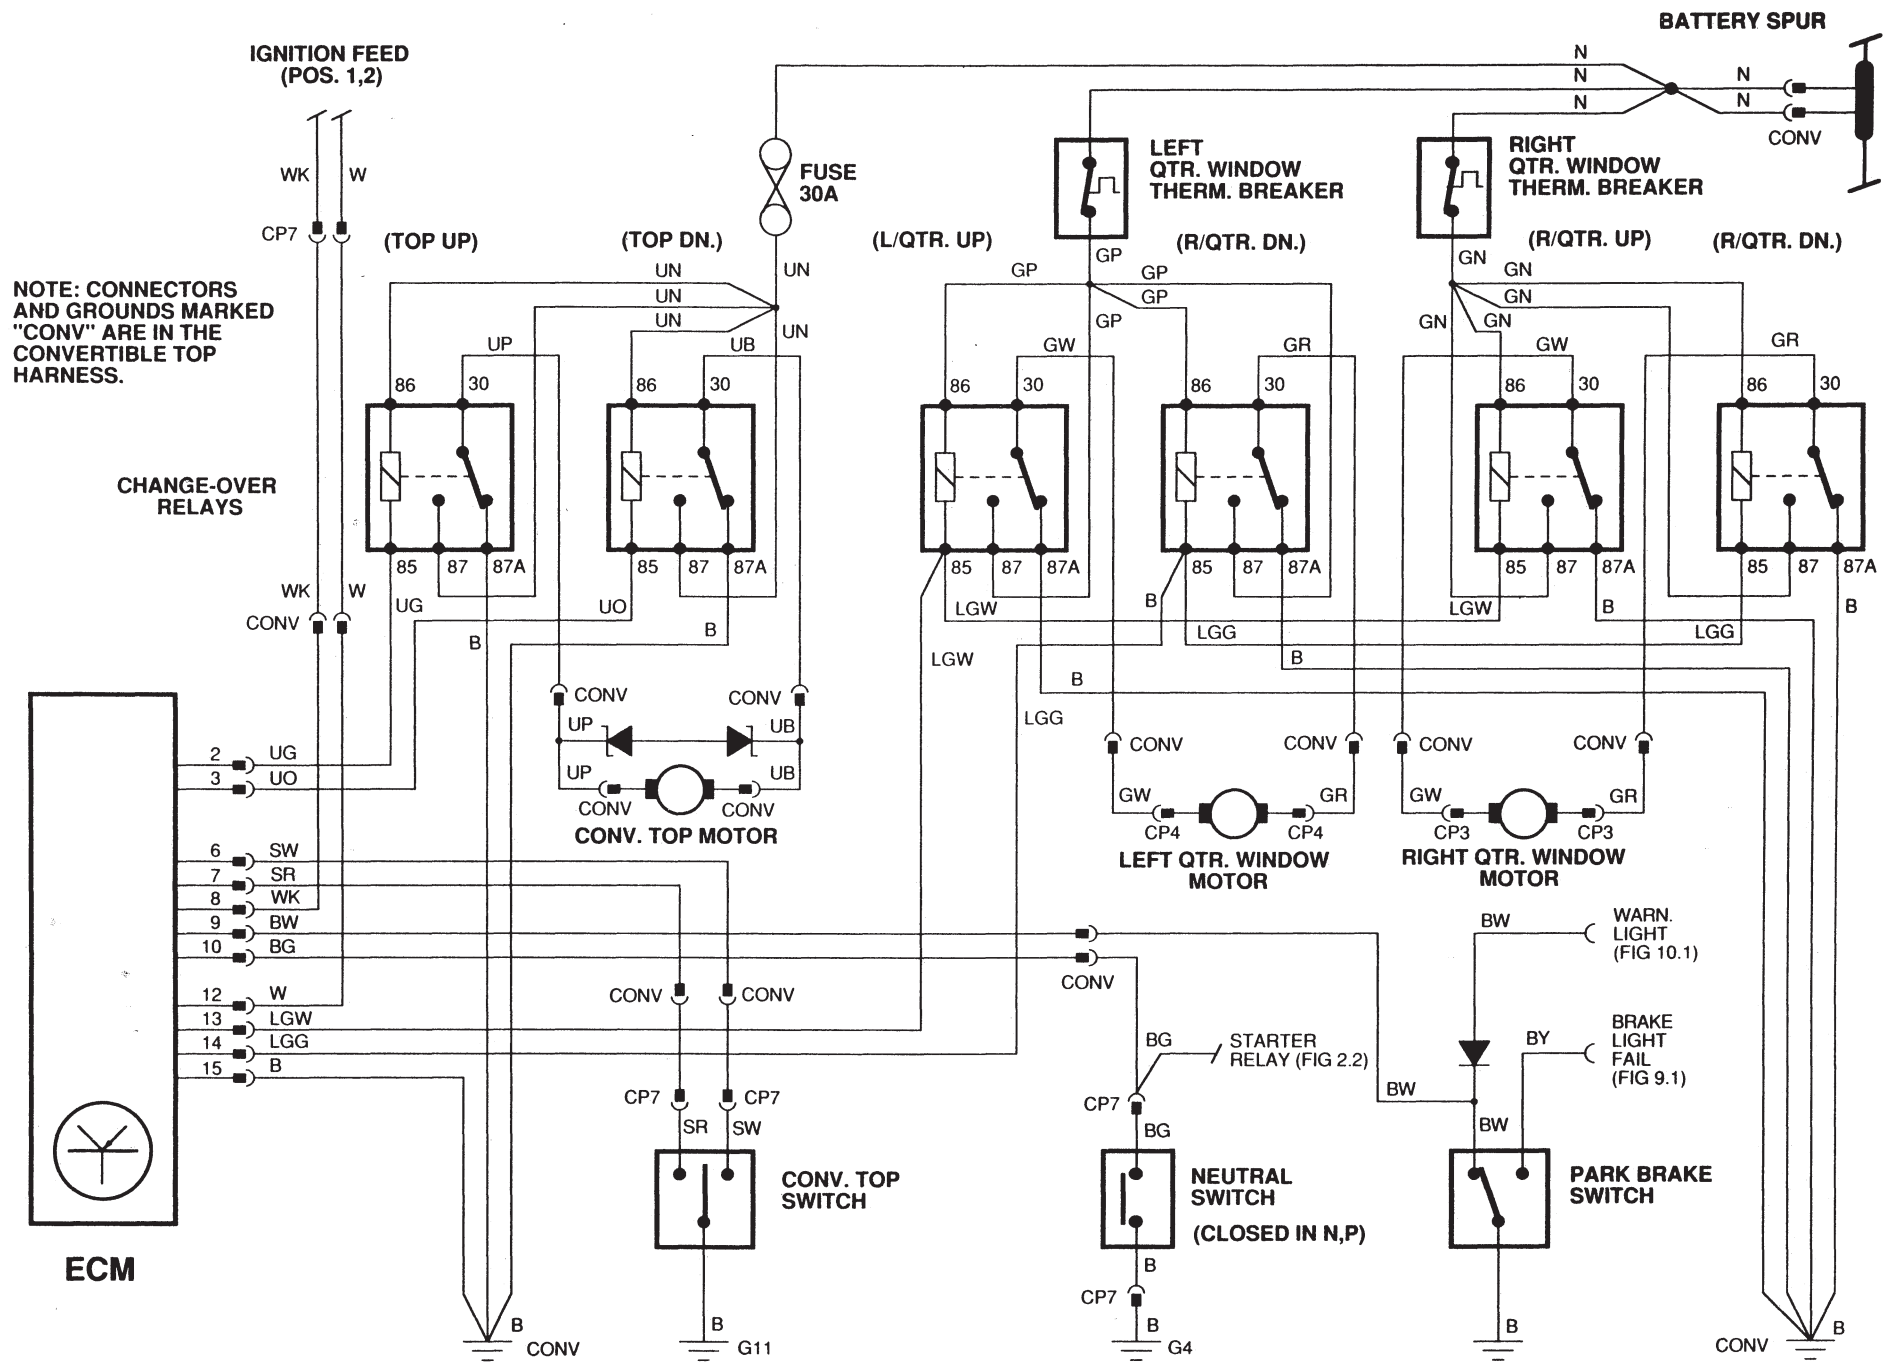 BATTERY SPUR
IGNITION FEED
(POS. 1,2)
N
N
N
N
N
CONV
WK
W
FUSE
30A
LEFT
QTR. WINDOW
THERM. BREAKER
RIGHT
QTR. WINDOW
THERM. BREAKER
CP7
(TOP UP)
(TOP DN.)
(L/QTR. UP)
(R/QTR. DN.)
(R/QTR. UP)
(R/QTR. DN.)
NOTE: CONNECTORS
AND GROUNDS MARKED
"CONV" ARE IN THE
CONVERTIBLE TOP
HARNESS.
UN
UN
UN
UN
UN
GP
GP
GP
GP
GP
GN
GN
GN
GN
GN
UP
UB
GW
GR
GW
GR
86
30
86
30
86
30
86
30
86
30
86
30
CHANGE-OVER
RELAYS
85
87
87A
85
87
87A
85
87
87A
85
87
87A
85
87
87A
85
87
87A
WK
W
CONV
UG
UO
B
B
LGW
B
LGG
LGW
B
LGG
B
LGW
B
B
LGG
CONV
CONV
UP
UB
UP
UB
CONV
CONV
CONV. TOP MOTOR
CONV
CONV
CONV
CONV
GW
GR
GW
GR
CP4
CP4
CP3
CP3
LEFT QTR. WINDOW
MOTOR
RIGHT QTR. WINDOW
MOTOR
2 UG
3 UO
6 SW
7 SR
8 WK
9 BW
10 BG
12 W
13 LGW
14 LGG
15 B
CONV
CONV
CONV
BW
WARN.
LIGHT
(FIG 10.1)
BG
STARTER
RELAY (FIG 2.2)
BY
BRAKE
LIGHT
FAIL
(FIG 9.1)
CP7
CP7
CP7
BW
SR
SW
BG
BW
CONV. TOP
SWITCH
NEUTRAL
SWITCH
(CLOSED IN N,P)
PARK BRAKE
SWITCH
ECM
B
CP7
B
CONV
B
G11
B
G4
B
CONV
B